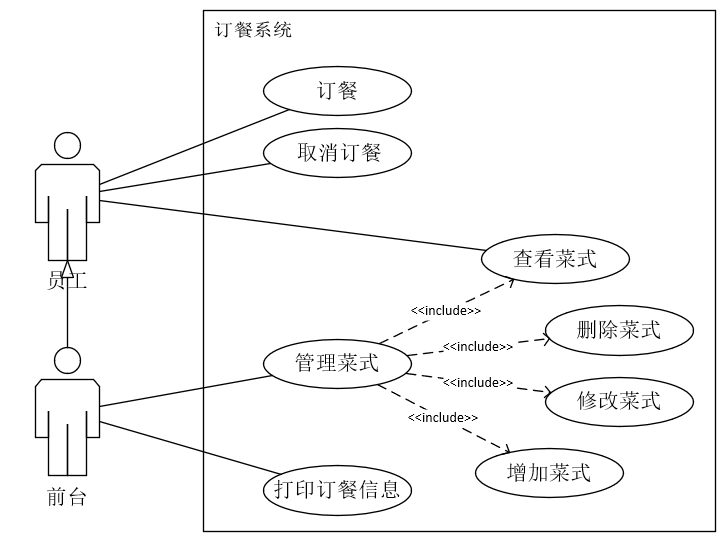 订餐系统
订餐
取消订餐
员工
查看菜式
<<include>>
删除菜式
<<include>>
管理菜式
<<include>>
修改菜式
<<include>>
增加菜式
打印订餐信息
前台